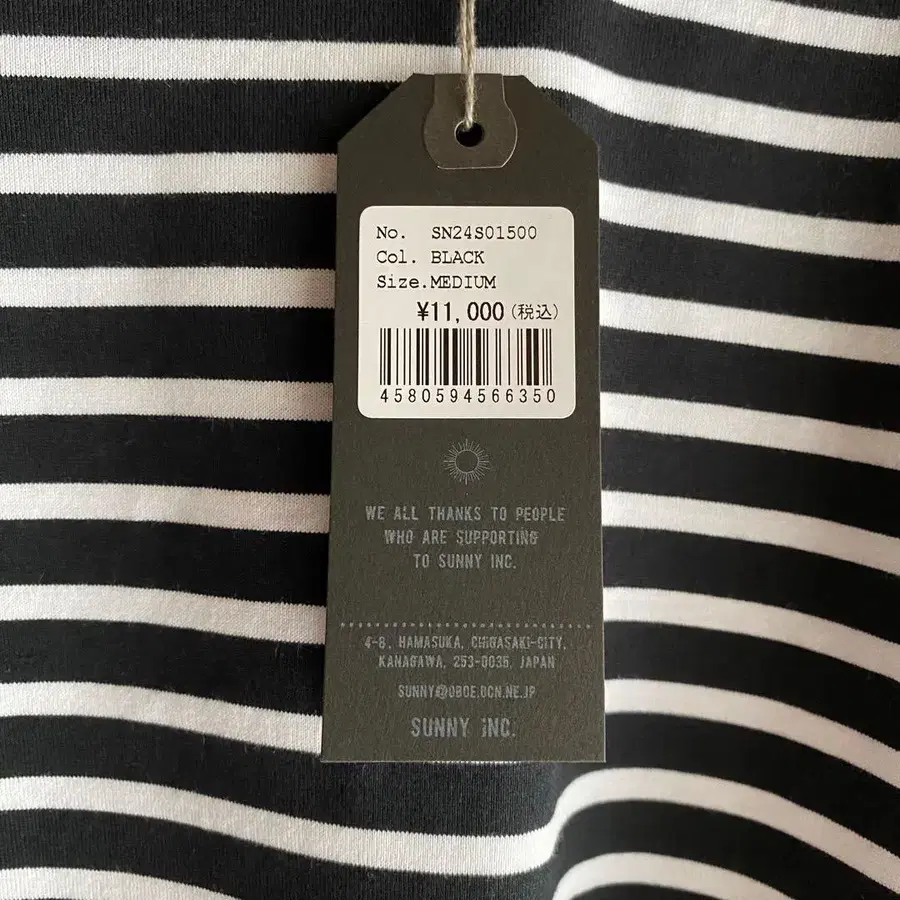 No. SN24S01500
Col. BLACK
Size.MEDIUM
¥11,000(税込)
4580594566350
WE ALL THANKS TO PEOPLE
WHO ARE SUPPORTING
TO SUNNY INC.
4-8, HAMASUKA, CHIGASAKI-CITY,
KANAGAWA, 253-0035, JAPAN
SUNNY@OBOE.OCN.NE.JP
SUNNY INC.